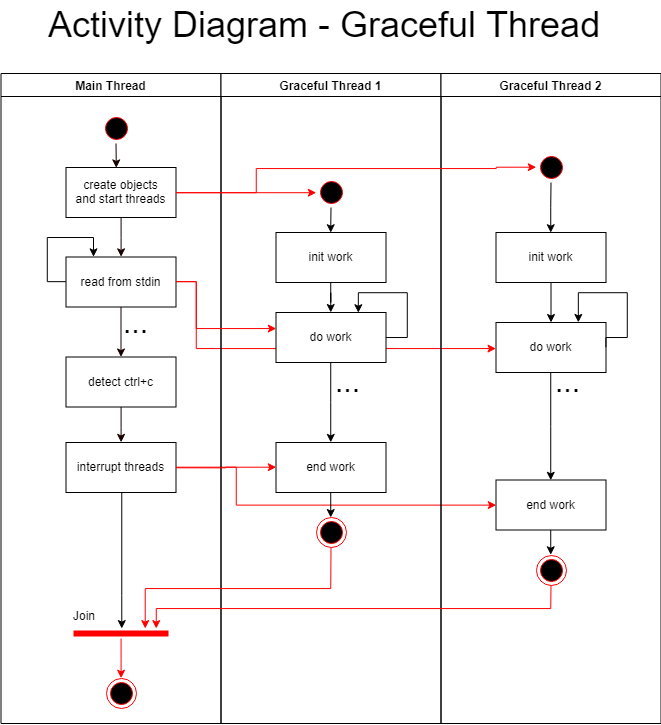 Activity Diagram - Graceful Thread
Main Thread
Graceful Thread 1
Graceful Thread 2
create objects
and start threads
init work
init work
read from stdin
...
do work
do work
detect ctrl+c
...
...
interrupt threads
end work
end work
Join